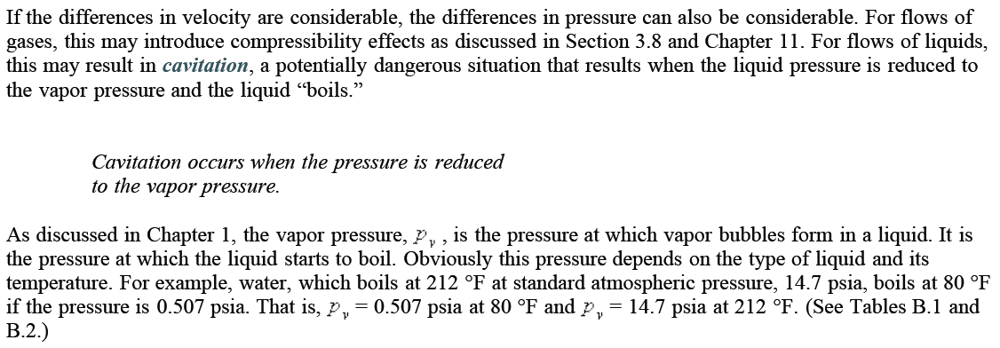 If the differences in velocity are considerable, the differences in pressure can also be considerable. For flows of
gases, this may introduce compressibility effects as discussed in Section 3.8 and Chapter 11. For flows of liquids,
this may result in cavitation, a potentially dangerous situation that results when the liquid pressure is reduced to
the vapor pressure and the liquid “boils.”
Cavitation occurs when the pressure is reduced
to the vapor pressure.
As discussed in Chapter 1, the vapor pressure, pᵥ , is the pressure at which vapor bubbles form in a liquid. It is
the pressure at which the liquid starts to boil. Obviously this pressure depends on the type of liquid and its
temperature. For example, water, which boils at 212 °F at standard atmospheric pressure, 14.7 psia, boils at 80 °F
if the pressure is 0.507 psia. That is, pᵥ = 0.507 psia at 80 °F and pᵥ = 14.7 psia at 212 °F. (See Tables B.1 and
B.2.)